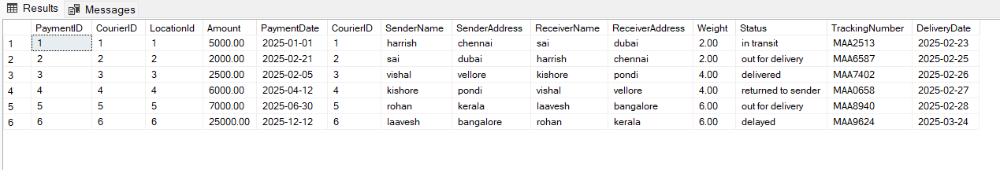 Results Messages
PaymentID CourierID LocationId Amount PaymentDate CourierID SenderName SenderAddress ReceiverName ReceiverAddress Weight Status TrackingNumber DeliveryDate
1 1 1 1 5000.00 2025-01-01 1 harrish chennai sai dubai 2.00 in transit MAA2513 2025-02-23
2 2 2 2 2000.00 2025-02-21 2 sai dubai harrish chennai 2.00 out for delivery MAA6587 2025-02-25
3 3 3 3 2500.00 2025-02-05 3 vishal vellore kishore pondi 4.00 delivered MAA7402 2025-02-26
4 4 4 4 6000.00 2025-04-12 4 kishore pondi vishal vellore 4.00 returned to sender MAA0658 2025-02-27
5 5 5 5 7000.00 2025-06-30 5 rohan kerala laavesh bangalore 6.00 out for delivery MAA8940 2025-02-28
6 6 6 6 25000.00 2025-12-12 6 laavesh bangalore rohan kerala 6.00 delayed MAA9624 2025-03-24